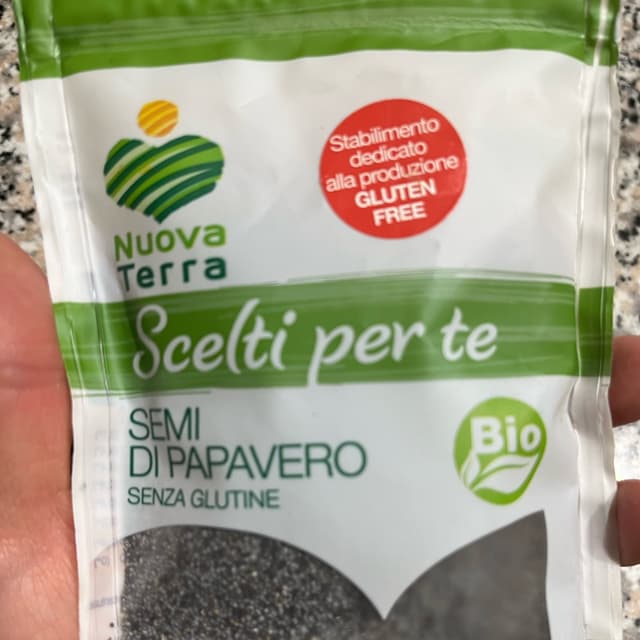 Stabilimento
dedicato
alla produzione
GLUTEN
FREE
Nuova
Terra
Scelti per te
SEMI
DI PAPAVERO
SENZA GLUTINE
Bio